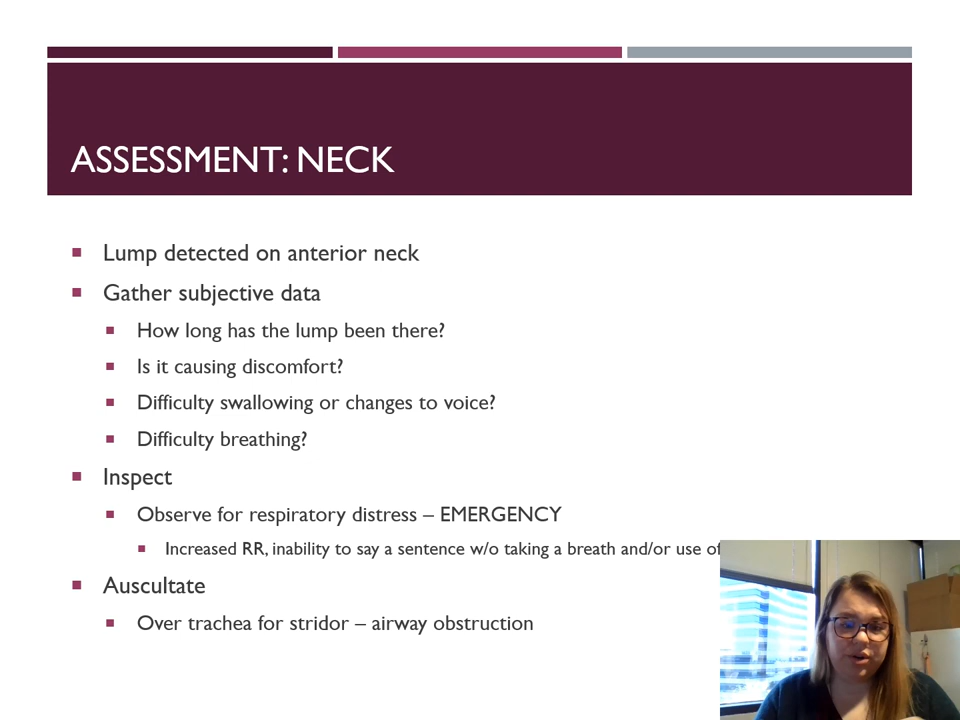 ASSESSMENT: NECK
Lump detected on anterior neck
Gather subjective data
How long has the lump been there?
Is it causing discomfort?
Difficulty swallowing or changes to voice?
Difficulty breathing?
Inspect
Observe for respiratory distress – EMERGENCY
Increased RR, inability to say a sentence w/o taking a breath and/or use of
Auscultate
Over trachea for stridor – airway obstruction